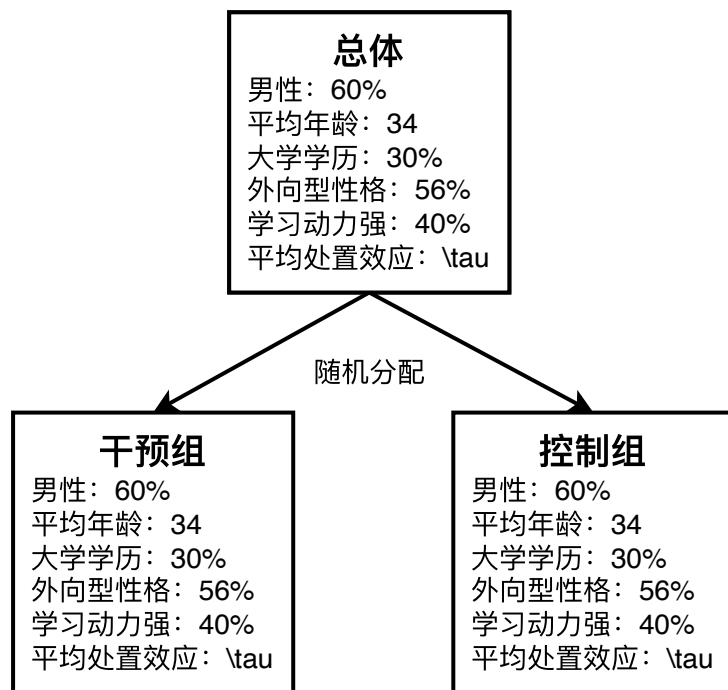 总体
男性：60%
平均年龄：34
大学学历：30%
外向型性格：56%
学习动力强：40%
平均处置效应：\tau
随机分配
干预组
男性：60%
平均年龄：34
大学学历：30%
外向型性格：56%
学习动力强：40%
平均处置效应：\tau
控制组
男性：60%
平均年龄：34
大学学历：30%
外向型性格：56%
学习动力强：40%
平均处置效应：\tau